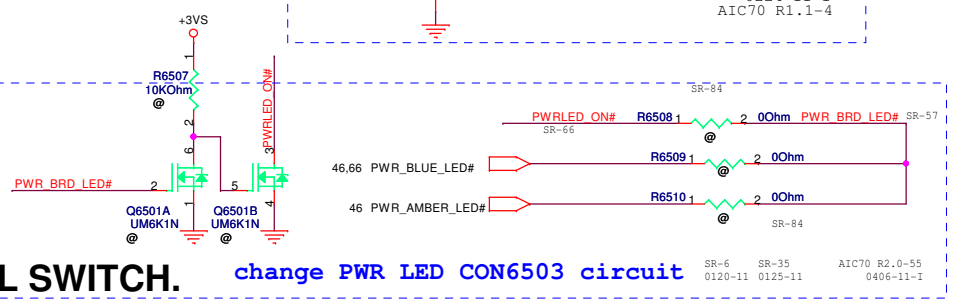 AIC70 R1.1-4
+3VS
1
R6507
10KOhm
@
2
PWRLED_ON#
SR-84
PWRLED_ON# R6508 1 2 0Ohm PWR_BRD_LED# SR-57
SR-66
@
6
3
46,66 PWR_BLUE_LED# R6509 1 2 0Ohm
@
PWR_BRD_LED# 2 5
46 PWR_AMBER_LED# R6510 1 2 0Ohm
@
SR-84
1
4
Q6501A Q6501B
UM6K1N UM6K1N
@ @
L SWITCH. change PWR LED CON6503 circuit
SR-6 SR-35 AIC70 R2.0-55
0120-11 0125-11 0406-11-I